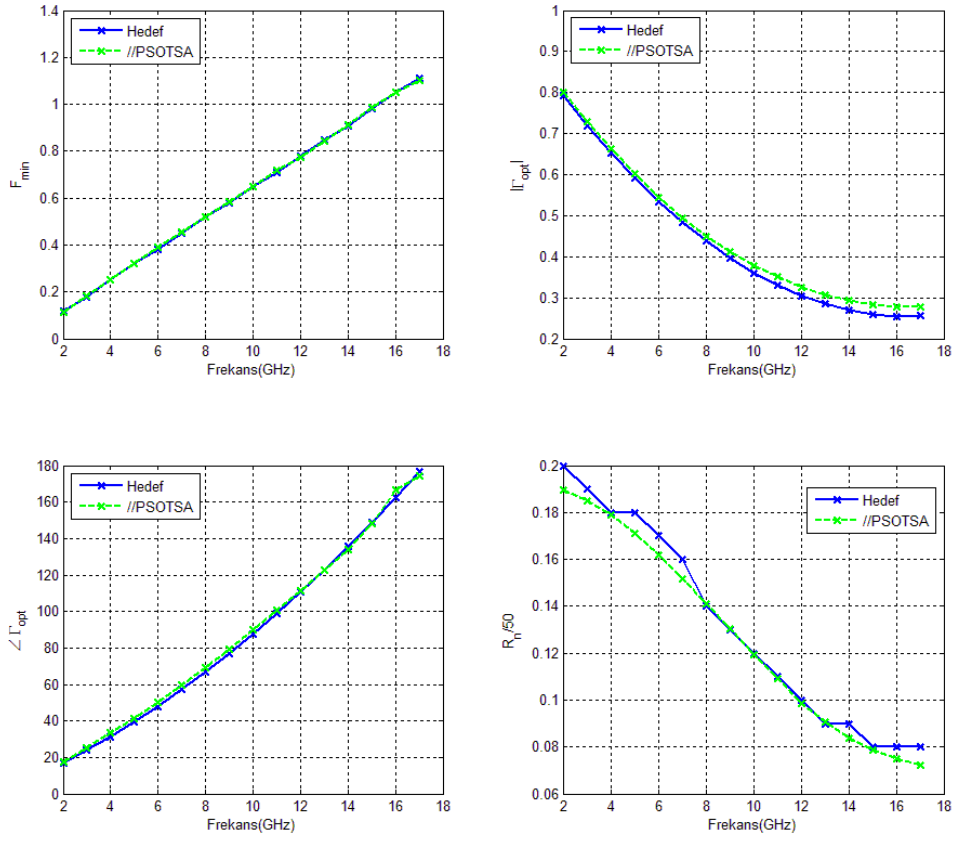 Hedef
//PSOTSA
1.4
1.2
1
0.8
0.6
0.4
0.2
0
F_min
2 4 6 8 10 12 14 16 18
Frekans(GHz)
Hedef
//PSOTSA
1
0.9
0.8
0.7
0.6
0.5
0.4
0.3
0.2
|Γ_opt|
2 4 6 8 10 12 14 16 18
Frekans(GHz)
Hedef
//PSOTSA
180
160
140
120
100
80
60
40
20
0
∠ Γ_opt
2 4 6 8 10 12 14 16 18
Frekans(GHz)
Hedef
//PSOTSA
0.2
0.18
0.16
0.14
0.12
0.1
0.08
0.06
R_n/50
2 4 6 8 10 12 14 16 18
Frekans(GHz)